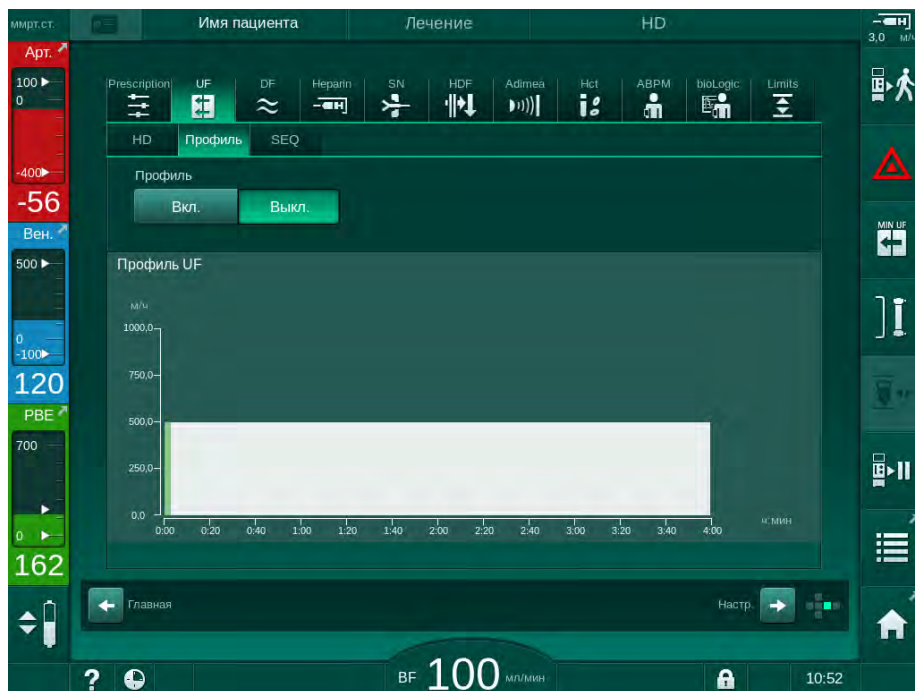 ммрт.ст.
Имя пациента
Лечение
HD
3,0 м/ч
Арт.
100
0
-400
-56
Вен.
500
0
-100
120
PBE
700
0
162
Prescription
UF
DF
Heparin
SN
HDF
Adimea
Hct
ABPM
bioLogic
Limits
HD
Профиль
SEQ
Профиль
Вкл.
Выкл.
Профиль UF
м/ч
1000,0
750,0
500,0
250,0
0,0
0:00 0:20 0:40 1:00 1:20 1:40 2:00 2:20 2:40 3:00 3:20 3:40 4:00
ч:мин
MIN UF
Главная
Настр.
?
BF 100 мл/мин
10:52